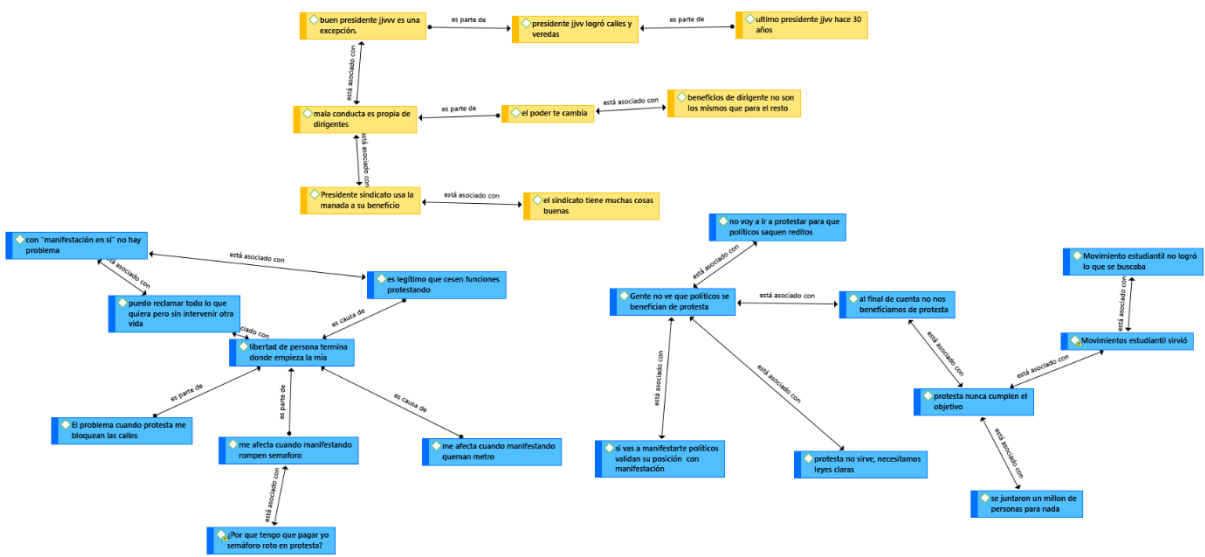 buen presidente jjvvv es una
excepción.
es parte de
presidente jjvv logró calles y
veredas
es parte de
ultimo presidente jjvv hace 30
años
está asociado con
mala conducta es propia de
dirigentes
es parte de
el poder te cambia
está asociado con
beneficios de dirigente no son
los mismos que para el resto
está asociado con
Presidente sindicato usa la
manada a su beneficio
está asociado con
el sindicato tiene muchas cosas
buenas
con "manifestación en sí" no hay
problema
está asociado con
está asociado con
es legítimo que cesen funciones
protestando
puedo reclamar todo lo que
quiera pero sin intervenir otra
vida
ciado con
es causa de
libertad de persona termina
donde empieza la mía
es parte de
es parte de
es causa de
El problema cuando protesta me
bloquean las calles
me afecta cuando manifestando
rompen semaforo
me afecta cuando manifestando
queman metro
está asociado con
¿Por que tengo que pagar yo
semáforo roto en protesta?
no voy a ir a protestar para que
políticos saquen reditos
está asociado con
Gente no ve que políticos se
benefician de protesta
está asociado con
al final de cuenta no nos
beneficiamos de protesta
está asociado con
está asociado con
está asociado con
si vas a manifestarte políticos
validan su posición con
manifestación
protesta no sirve, necesitamos
leyes claras
Movimiento estudiantil no logró
lo que se buscaba
está asociado con
Movimientos estudiantil sirvió
está asociado con
protesta nunca cumplen el
objetivo
está asociado con
se juntaron un millon de
personas para nada